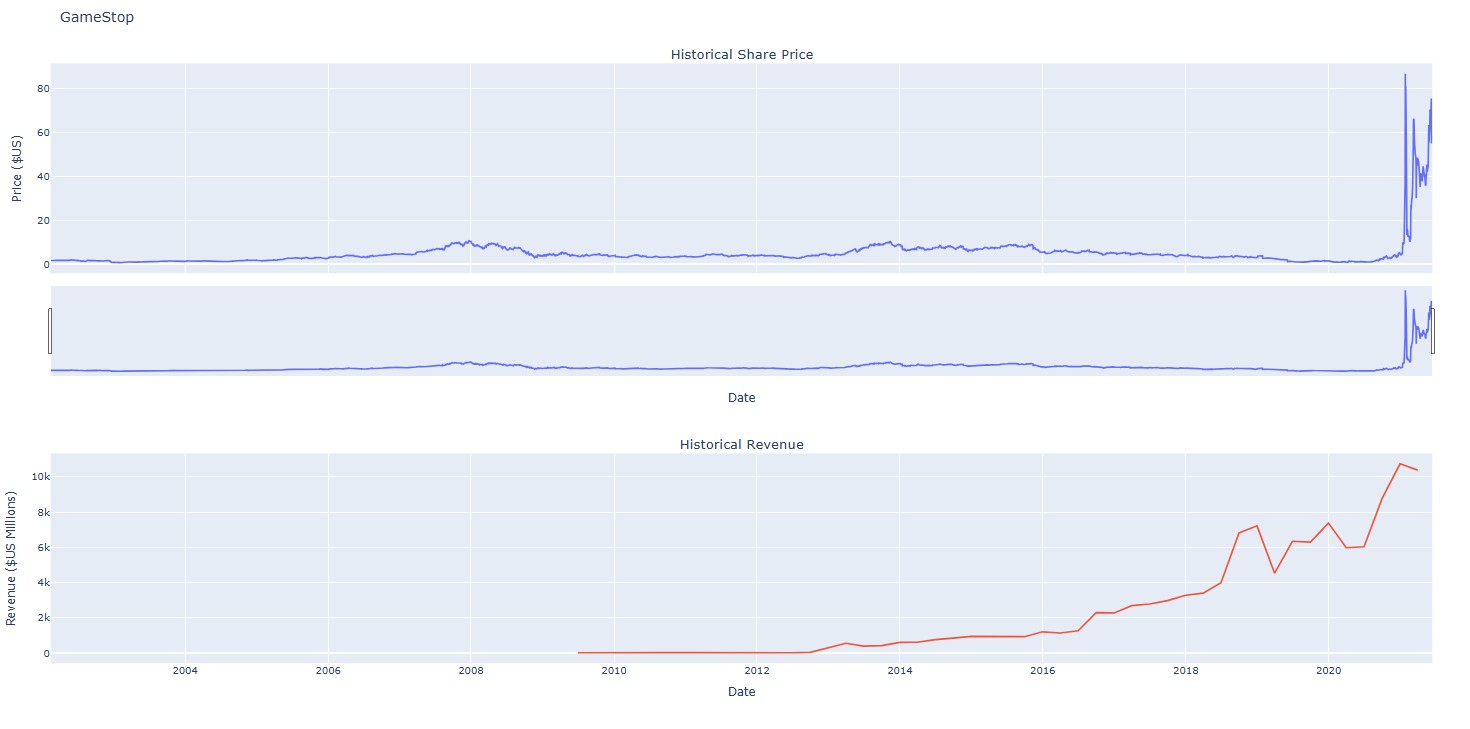 GameStop
Historical Share Price
Price ($US)
80
60
40
20
0
Date
Historical Revenue
Revenue ($US Millions)
10k
8k
6k
4k
2k
0
2004 2006 2008 2010 2012 2014 2016 2018 2020
Date